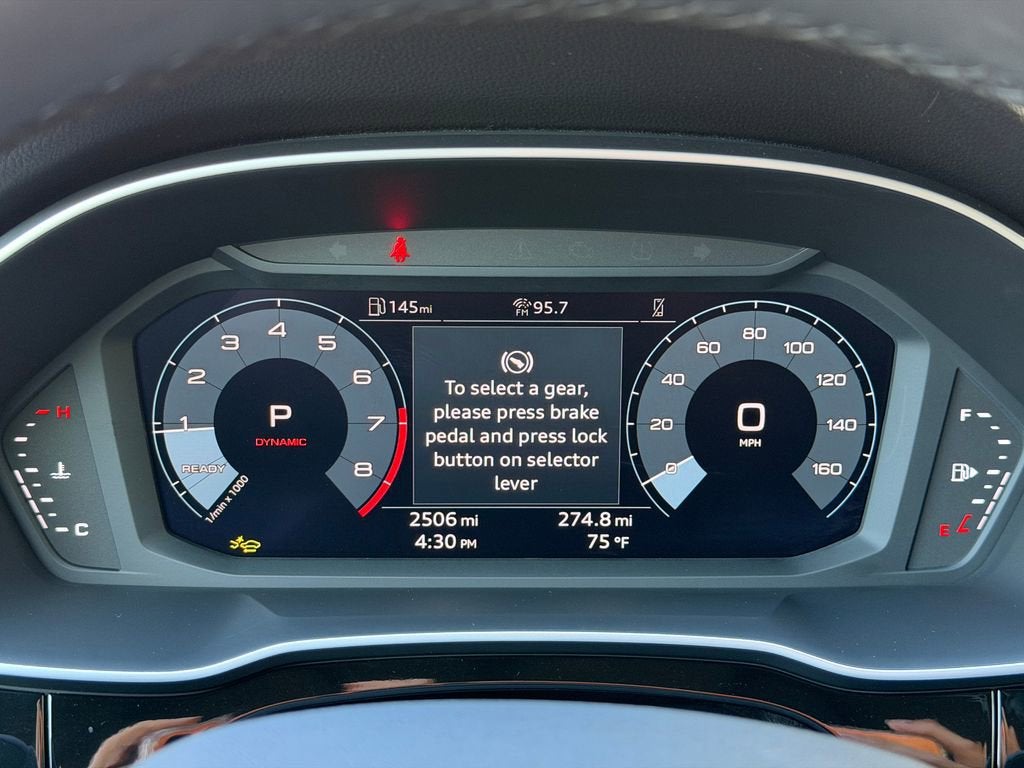 145 mi
FM 95.7
4
3 5
2 6
1 7
8
P
DYNAMIC
READY
1/min x 1000
To select a gear,
please press brake
pedal and press lock
button on selector
lever
80
60 100
40 120
20 140
0 160
0
MPH
2506 mi 274.8 mi
4:30 PM 75 °F
H
C
F
E